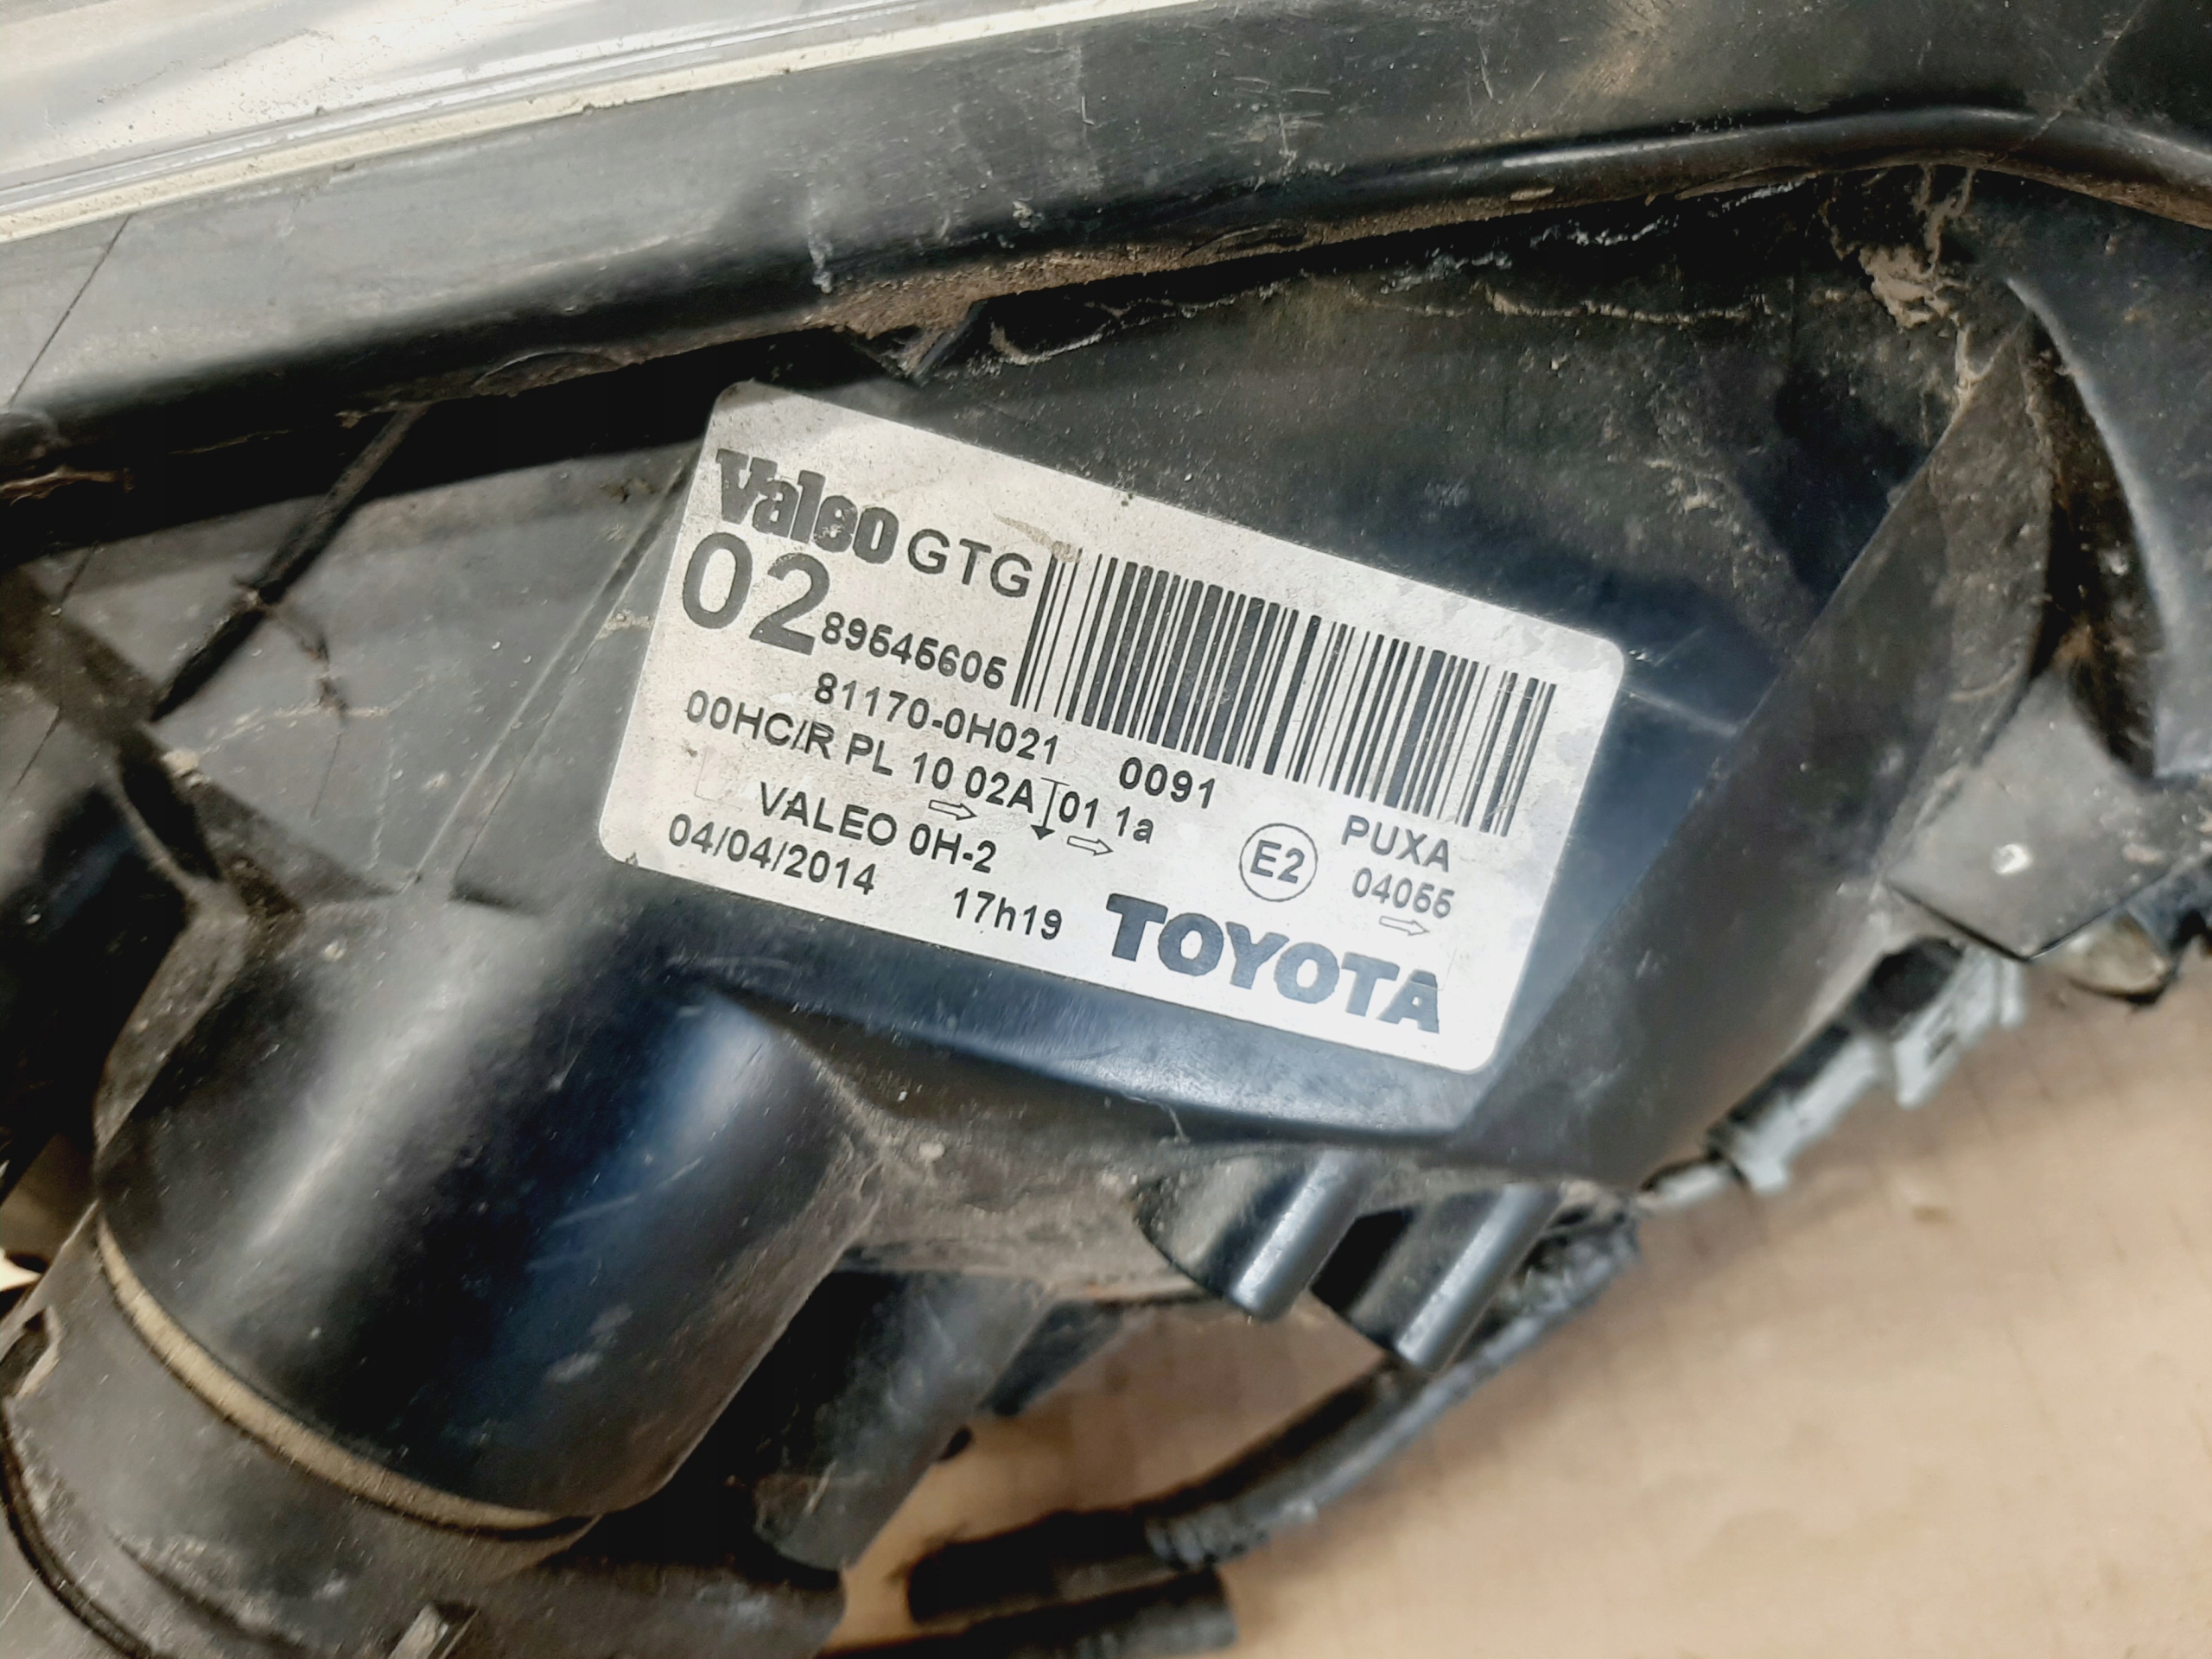 Valeo GTG
02 89545605
81170-0H021 0091
00HC/R PL 10 02A 01 1a
VALEO 0H-2
04/04/2014 17h19
E2
PUXA
04055
TOYOTA